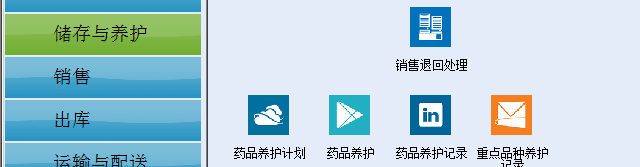 储存与养护
销售
出库
运输与配送
销售退回处理
药品养护计划
药品养护
药品养护记录
重点品种养护
记录